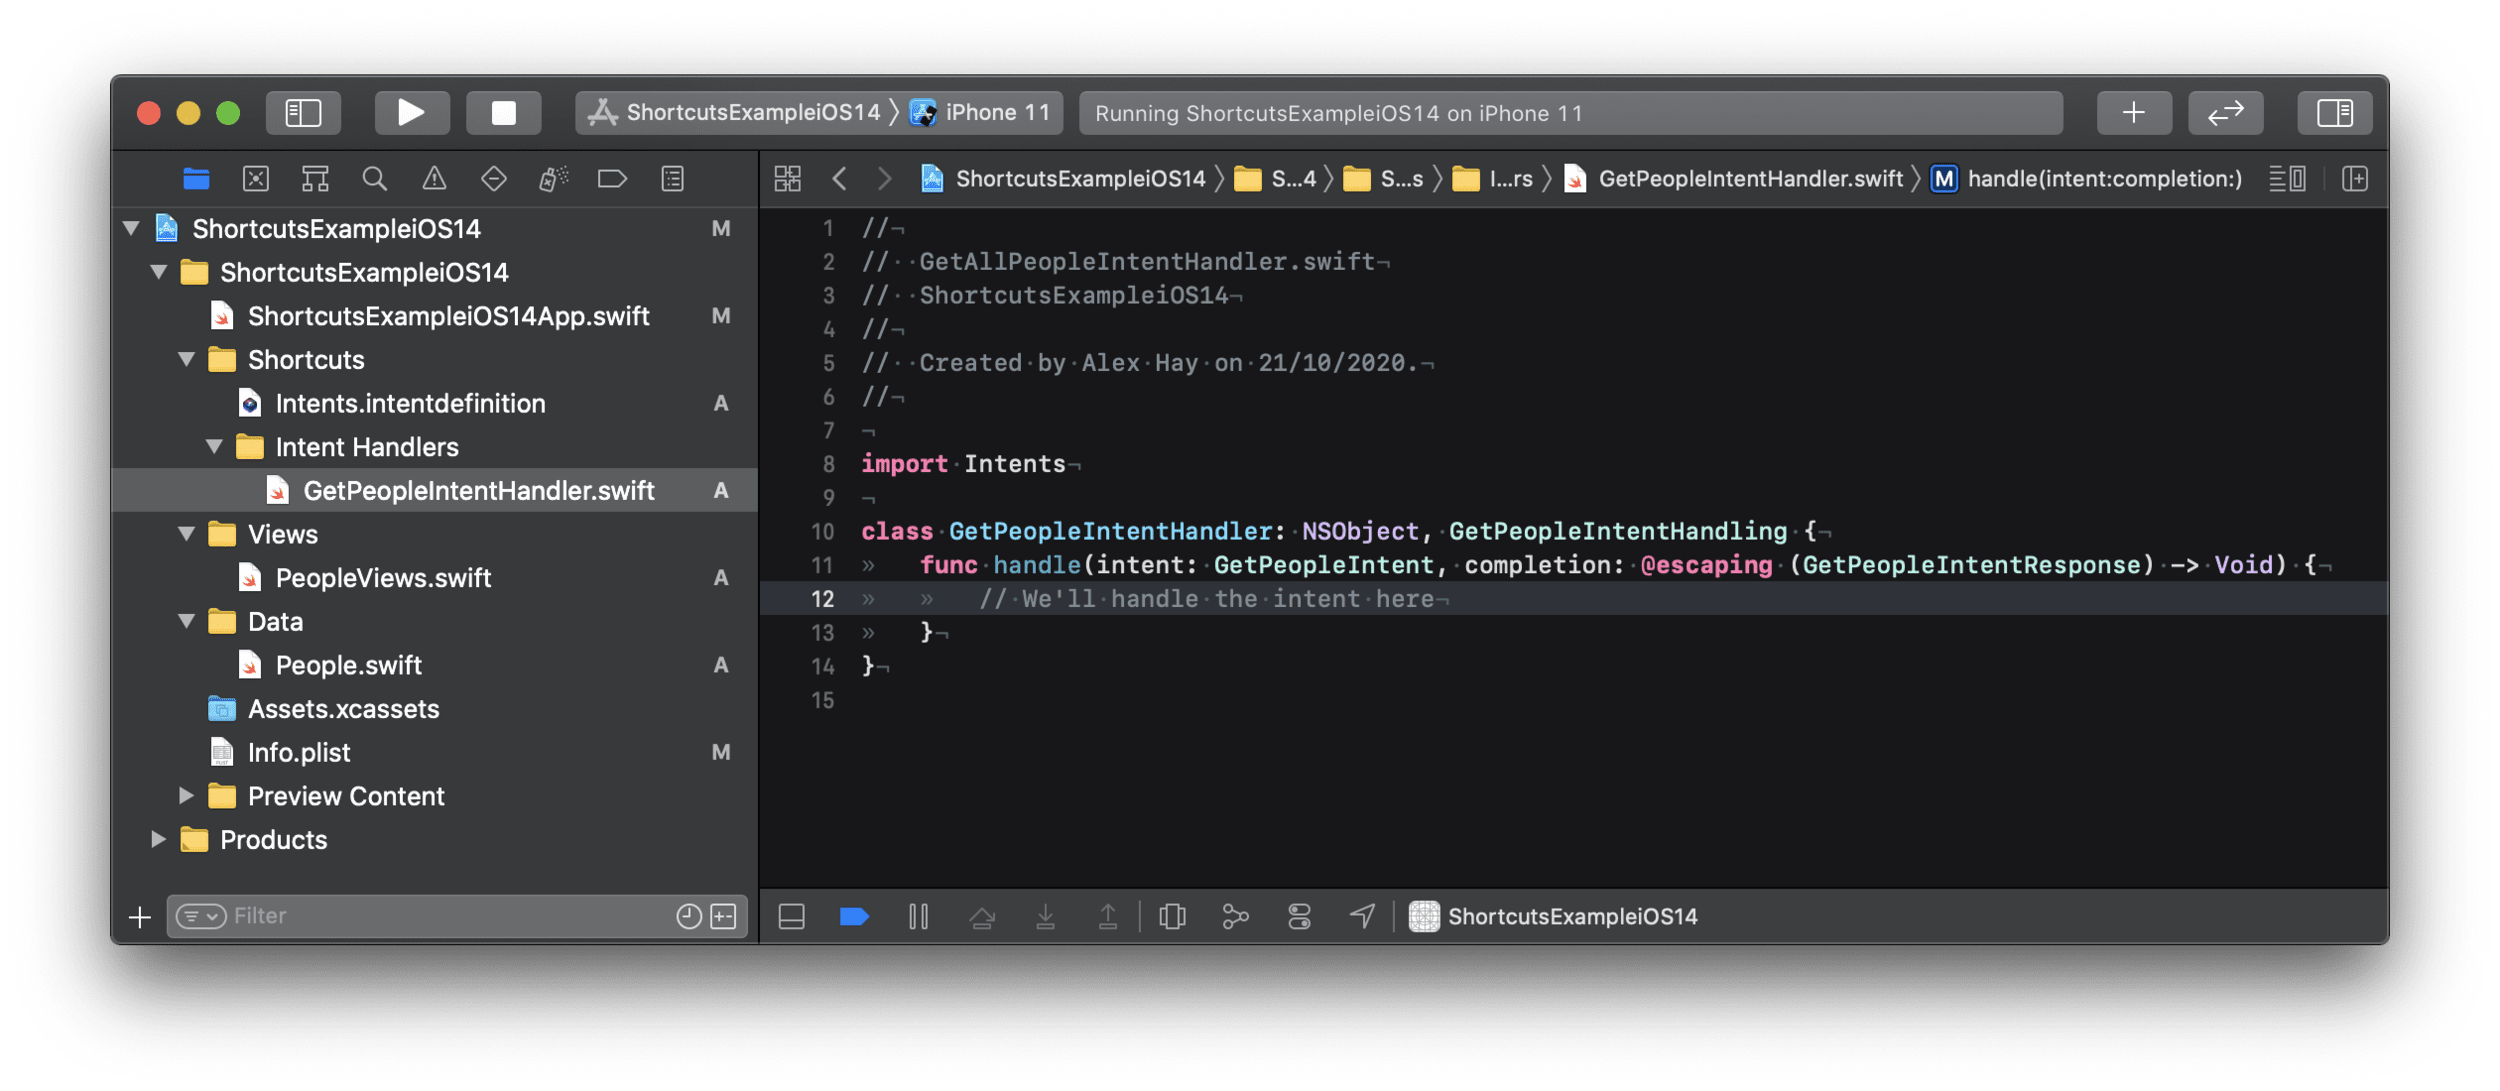 ShortcutsExampleiOS14 〉 iPhone 11
Running ShortcutsExampleiOS14 on iPhone 11
ShortcutsExampleiOS14 〉 S...4 〉 S...s 〉 I...rs 〉 GetPeopleIntentHandler.swift 〉 M handle(intent:completion:)
ShortcutsExampleiOS14 M
ShortcutsExampleiOS14
ShortcutsExampleiOS14App.swift M
Shortcuts
Intents.intentdefinition A
Intent Handlers
GetPeopleIntentHandler.swift A
Views
PeopleViews.swift A
Data
People.swift A
Assets.xcassets
Info.plist M
Preview Content
Products
Filter
1 //¬
2 //··GetAllPeopleIntentHandler.swift¬
3 //··ShortcutsExampleiOS14¬
4 //¬
5 //··Created·by·Alex·Hay·on·21/10/2020.¬
6 //¬
7 ¬
8 import·Intents¬
9 ¬
10 class·GetPeopleIntentHandler:·NSObject,·GetPeopleIntentHandling·{¬
11 » func·handle(intent:·GetPeopleIntent,·completion:·@escaping·(GetPeopleIntentResponse)·->·Void)·{¬
12 » » //·We'll·handle·the·intent·here¬
13 » }¬
14 }¬
15
ShortcutsExampleiOS14